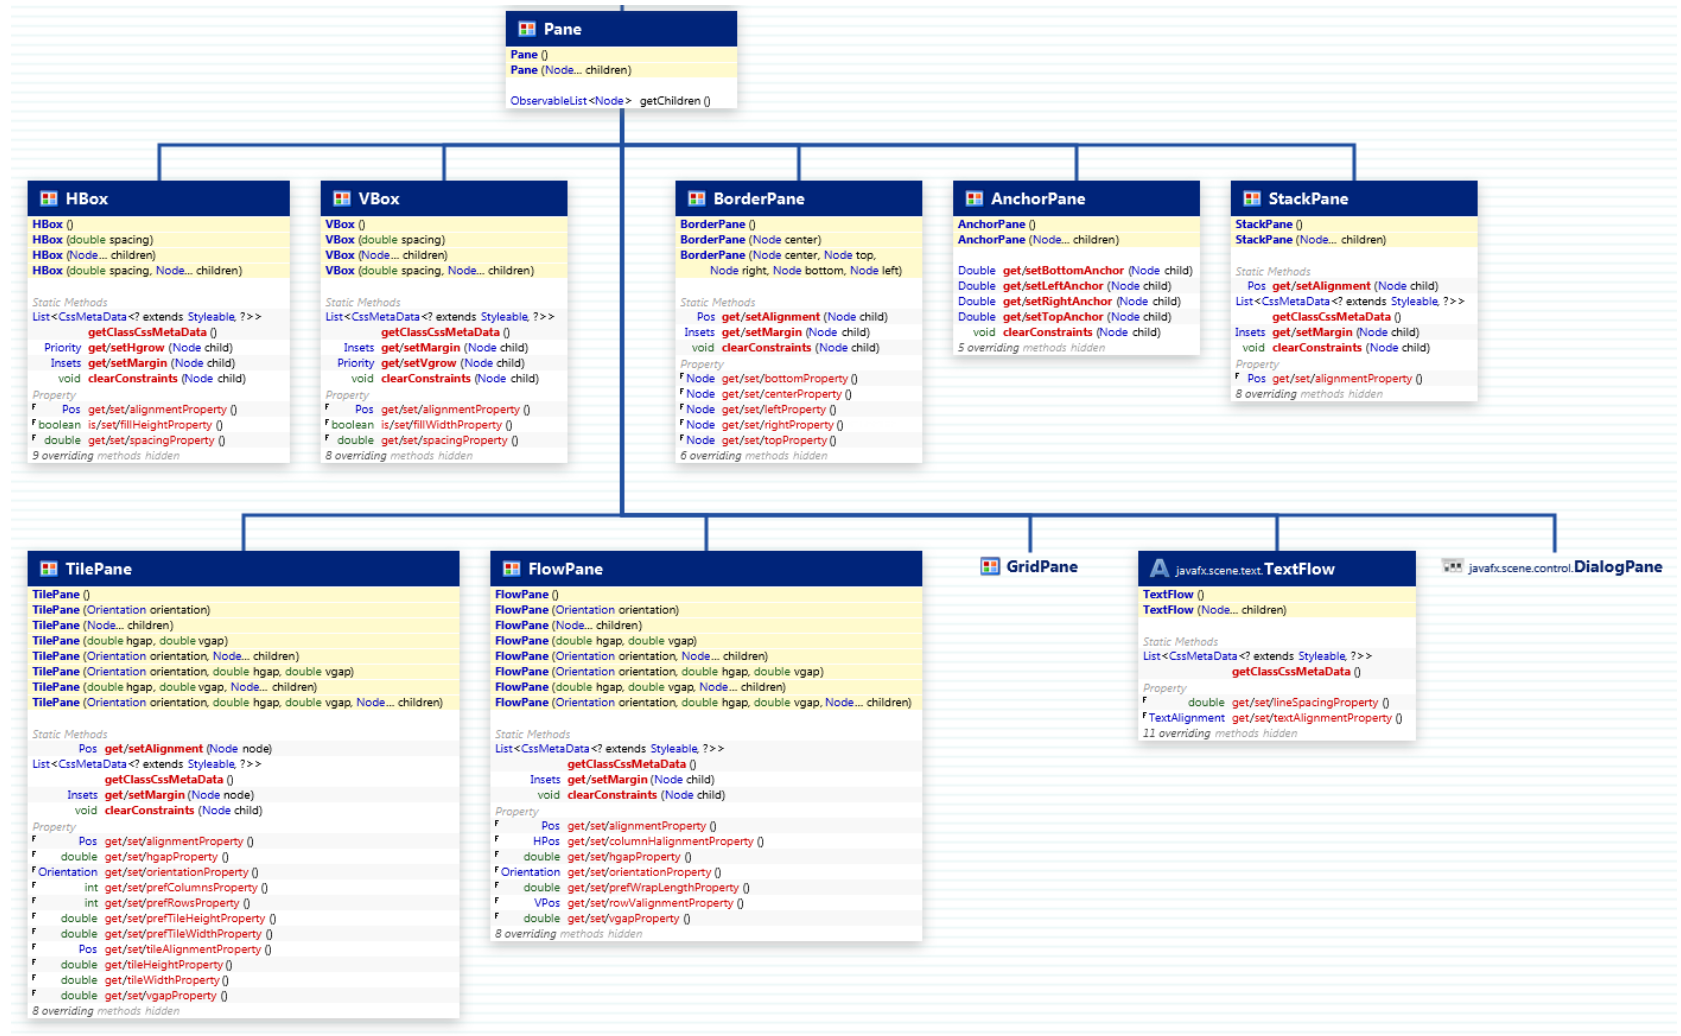 Pane
Pane ()
Pane (Node... children)
ObservableList<Node> getChildren ()
HBox
HBox ()
HBox (double spacing)
HBox (Node... children)
HBox (double spacing, Node... children)
Static Methods
List<CssMetaData<? extends Styleable, ?>>
getClassCssMetaData ()
Priority get/setHgrow (Node child)
Insets get/setMargin (Node child)
void clearConstraints (Node child)
Property
F Pos get/set/alignmentProperty ()
F boolean is/set/fillHeightProperty ()
F double get/set/spacingProperty ()
9 overriding methods hidden
VBox
VBox ()
VBox (double spacing)
VBox (Node... children)
VBox (double spacing, Node... children)
Static Methods
List<CssMetaData<? extends Styleable, ?>>
getClassCssMetaData ()
Insets get/setMargin (Node child)
Priority get/setVgrow (Node child)
void clearConstraints (Node child)
Property
F Pos get/set/alignmentProperty ()
F boolean is/set/fillWidthProperty ()
F double get/set/spacingProperty ()
8 overriding methods hidden
BorderPane
BorderPane ()
BorderPane (Node center)
BorderPane (Node center, Node top,
Node right, Node bottom, Node left)
Static Methods
Pos get/setAlignment (Node child)
Insets get/setMargin (Node child)
void clearConstraints (Node child)
Property
F Node get/set/bottomProperty ()
F Node get/set/centerProperty ()
F Node get/set/leftProperty ()
F Node get/set/rightProperty ()
F Node get/set/topProperty ()
6 overriding methods hidden
AnchorPane
AnchorPane ()
AnchorPane (Node... children)
Double get/setBottomAnchor (Node child)
Double get/setLeftAnchor (Node child)
Double get/setRightAnchor (Node child)
Double get/setTopAnchor (Node child)
void clearConstraints (Node child)
5 overriding methods hidden
StackPane
StackPane ()
StackPane (Node... children)
Static Methods
Pos get/setAlignment (Node child)
List<CssMetaData<? extends Styleable, ?>>
getClassCssMetaData ()
Insets get/setMargin (Node child)
void clearConstraints (Node child)
Property
F Pos get/set/alignmentProperty ()
8 overriding methods hidden
TilePane
TilePane ()
TilePane (Orientation orientation)
TilePane (Node... children)
TilePane (double hgap, double vgap)
TilePane (Orientation orientation, Node... children)
TilePane (Orientation orientation, double hgap, double vgap)
TilePane (double hgap, double vgap, Node... children)
TilePane (Orientation orientation, double hgap, double vgap, Node... children)
Static Methods
Pos get/setAlignment (Node node)
List<CssMetaData<? extends Styleable, ?>>
getClassCssMetaData ()
Insets get/setMargin (Node node)
void clearConstraints (Node child)
Property
F Pos get/set/alignmentProperty ()
F double get/set/hgapProperty ()
F Orientation get/set/orientationProperty ()
F int get/set/prefColumnsProperty ()
F int get/set/prefRowsProperty ()
F double get/set/prefTileHeightProperty ()
F double get/set/prefTileWidthProperty ()
F Pos get/set/tileAlignmentProperty ()
F double get/tileHeightProperty ()
F double get/tileWidthProperty ()
F double get/set/vgapProperty ()
8 overriding methods hidden
FlowPane
FlowPane ()
FlowPane (Orientation orientation)
FlowPane (Node... children)
FlowPane (double hgap, double vgap)
FlowPane (Orientation orientation, Node... children)
FlowPane (Orientation orientation, double hgap, double vgap)
FlowPane (double hgap, double vgap, Node... children)
FlowPane (Orientation orientation, double hgap, double vgap, Node... children)
Static Methods
List<CssMetaData<? extends Styleable, ?>>
getClassCssMetaData ()
Insets get/setMargin (Node child)
void clearConstraints (Node child)
Property
F Pos get/set/alignmentProperty ()
F HPos get/set/columnHalignmentProperty ()
F double get/set/hgapProperty ()
F Orientation get/set/orientationProperty ()
F double get/set/prefWrapLengthProperty ()
F VPos get/set/rowValignmentProperty ()
F double get/set/vgapProperty ()
8 overriding methods hidden
GridPane
A javafx.scene.text.TextFlow
TextFlow ()
TextFlow (Node... children)
Static Methods
List<CssMetaData<? extends Styleable, ?>>
getClassCssMetaData ()
Property
F double get/set/lineSpacingProperty ()
F TextAlignment get/set/textAlignmentProperty ()
11 overriding methods hidden
javafx.scene.control.DialogPane